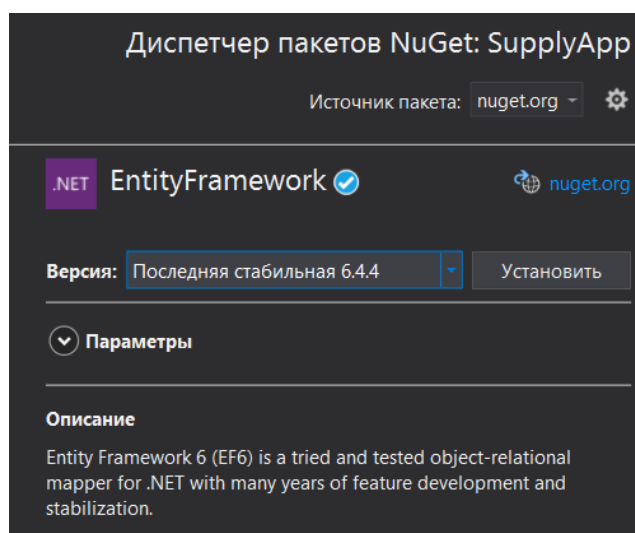 Диспетчер пакетов NuGet: SupplyApp
Источник пакета: nuget.org
.NET EntityFramework nuget.org
Версия: Последняя стабильная 6.4.4 Установить
Параметры
Описание
Entity Framework 6 (EF6) is a tried and tested object-relational
mapper for .NET with many years of feature development and
stabilization.